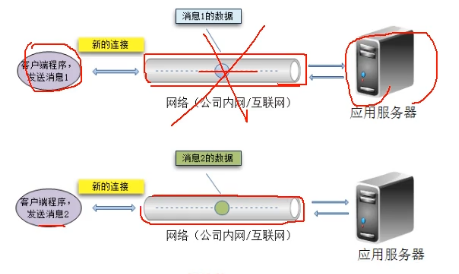 消息1的数据
新的连接
客户端程序，
发送消息1
网络（公司内网/互联网）
应用服务器
消息2的数据
新的连接
客户端程序，
发送消息2
网络（公司内网/互联网）
应用服务器